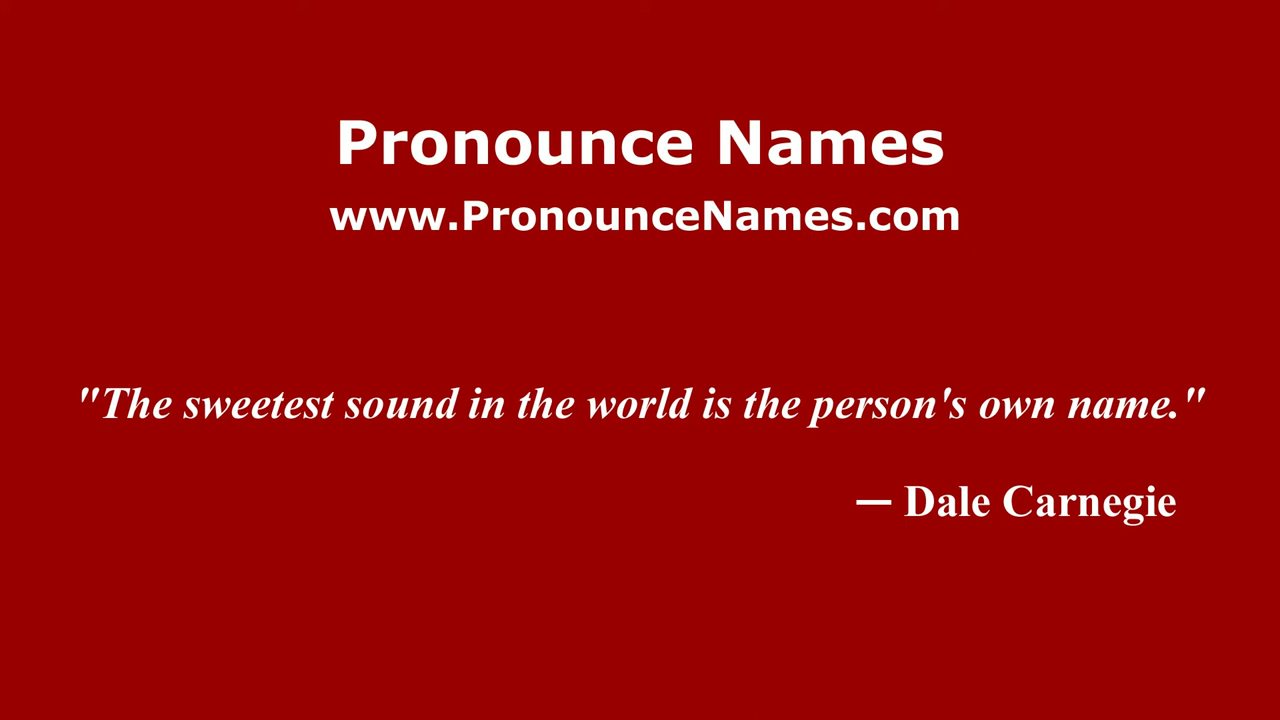 Pronounce Names
www.PronounceNames.com
"The sweetest sound in the world is the person's own name."
— Dale Carnegie